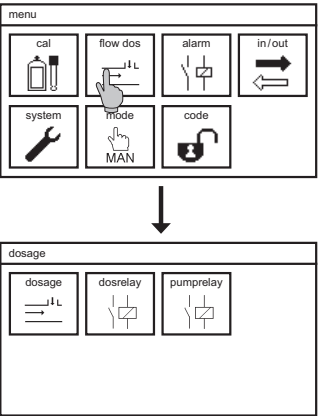 menu
cal flow dos alarm in/out
system mode code
MAN
dosage
dosage dosrelay pumprelay